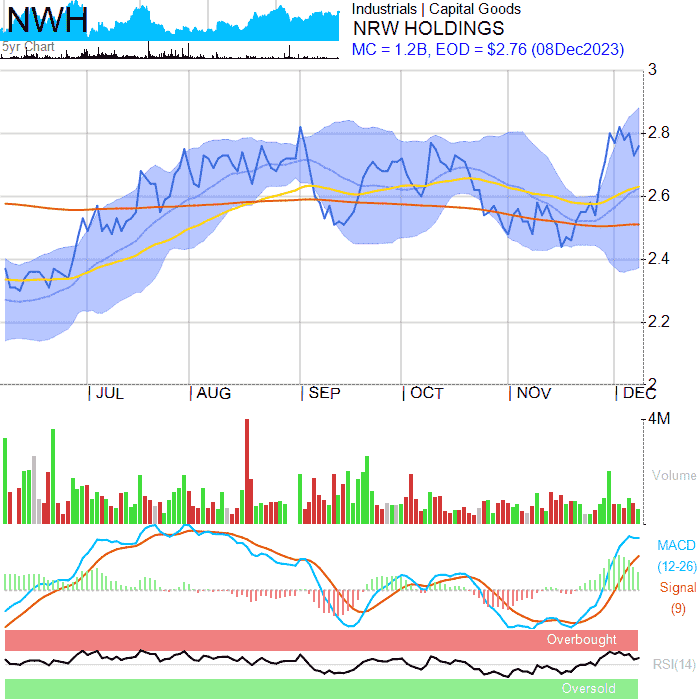 NWH
5yr Chart
Industrials | Capital Goods
NRW HOLDINGS
MC = 1.2B, EOD = $2.76 (08Dec2023)
3
2.8
2.6
2.4
2.2
2
JUL AUG SEP OCT NOV DEC
4M
Volume
MACD
(12-26)
Signal
(9)
Overbought
RSI(14)
Oversold